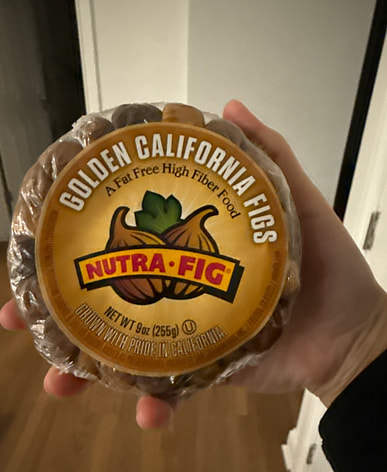 GOLDEN CALIFORNIA FIGS
A Fat Free High Fiber Food
NUTRA·FIG®
NET WT 9oz (255g) Ⓤ
GROWN WITH PRIDE IN CALIFORNIA